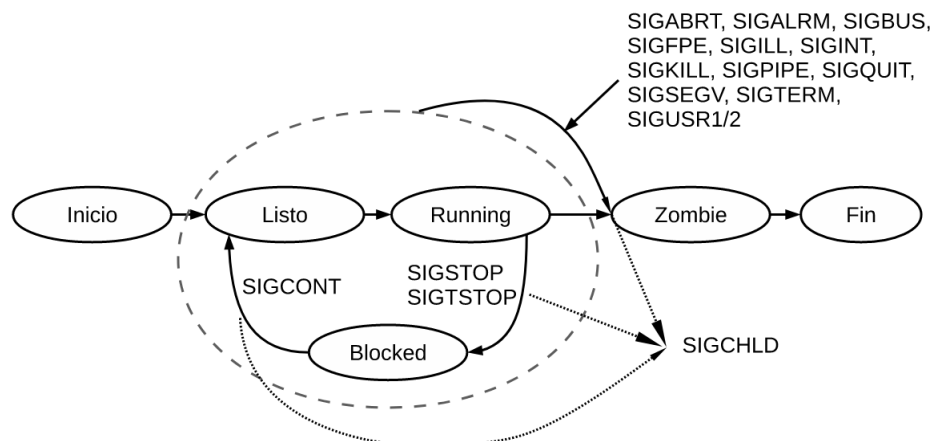 SIGABRT, SIGALRM, SIGBUS,
SIGFPE, SIGILL, SIGINT,
SIGKILL, SIGPIPE, SIGQUIT,
SIGSEGV, SIGTERM,
SIGUSR1/2
Inicio
Listo
Running
Zombie
Fin
SIGCONT
SIGSTOP
SIGTSTOP
Blocked
SIGCHLD